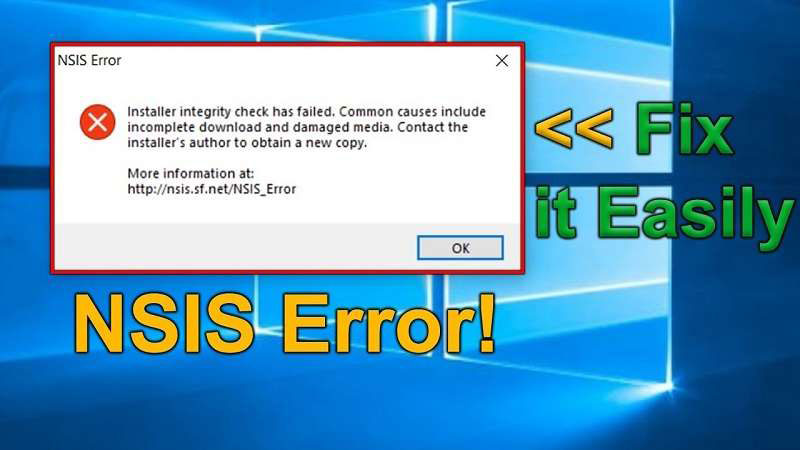 NSIS Error
Installer integrity check has failed. Common causes include
incomplete download and damaged media. Contact the
installer's author to obtain a new copy.
More information at:
http://nsis.sf.net/NSIS_Error
OK
<< Fix
it Easily
NSIS Error!